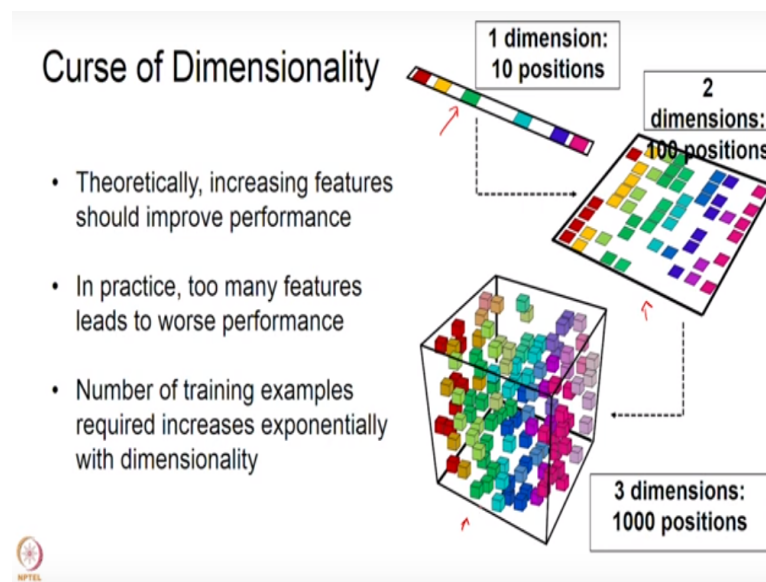 Curse of Dimensionality
• Theoretically, increasing features
should improve performance
• In practice, too many features
leads to worse performance
• Number of training examples
required increases exponentially
with dimensionality
1 dimension:
10 positions
2
dimensions:
100 positions
3 dimensions:
1000 positions
NPTEL